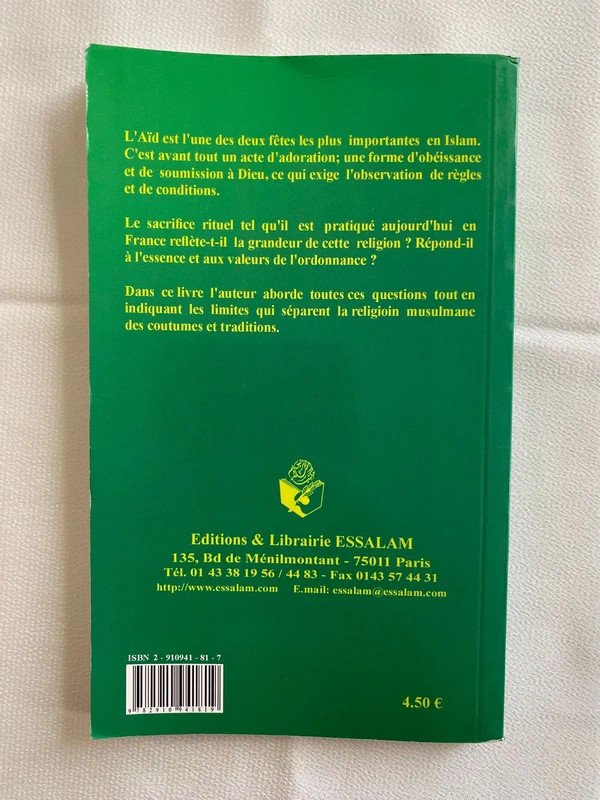 L'Aïd est l'une des deux fêtes les plus importantes en Islam.
C'est avant tout un acte d'adoration; une forme d'obéissance
et de soumission à Dieu, ce qui exige l'observation de règles
et de conditions.
Le sacrifice rituel tel qu'il est pratiqué aujourd'hui en
France reflète-t-il la grandeur de cette religion ? Répond-il
à l'essence et aux valeurs de l'ordonnance ?
Dans ce livre l'auteur aborde toutes ces questions tout en
indiquant les limites qui séparent la religioin musulmane
des coutumes et traditions.
Editions & Librairie ESSALAM
135, Bd de Ménilmontant - 75011 Paris
Tél. 01 43 38 19 56 / 44 83 - Fax 0143 57 44 31
http://www.essalam.com E.mail: essalam@essalam.com
ISBN 2 - 910941 - 81 - 7
9 782910 941819
4.50 €